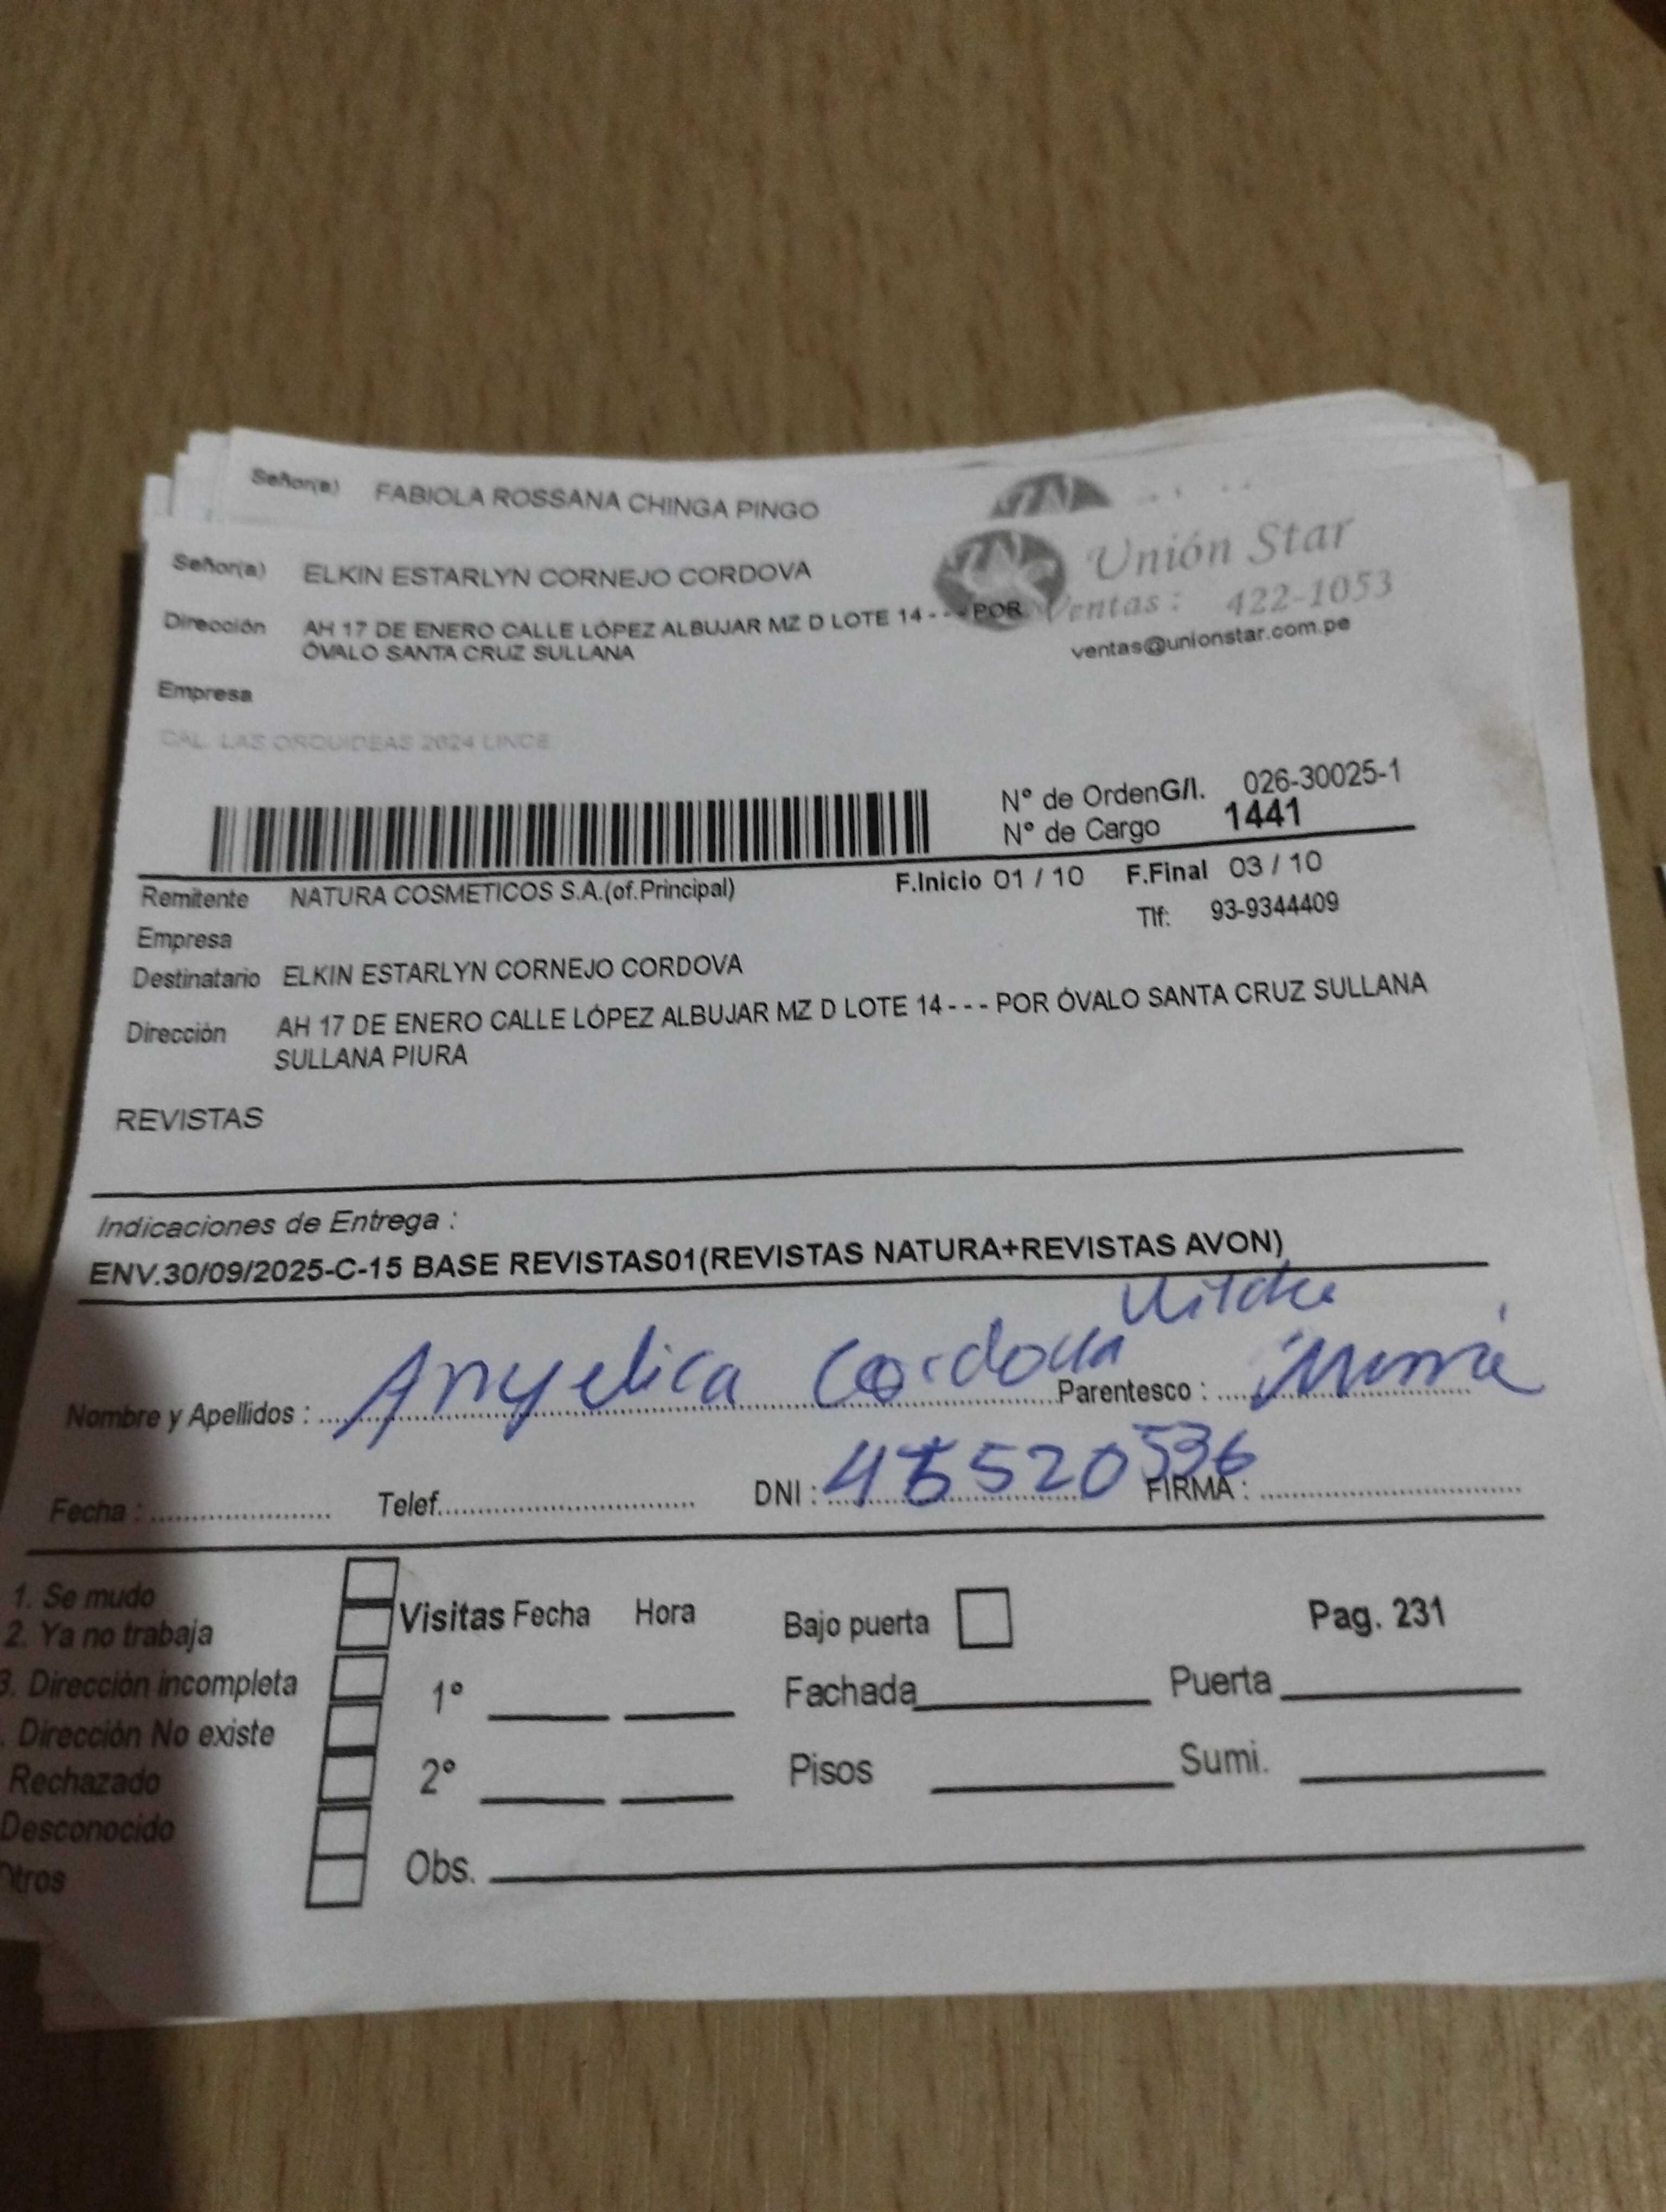 Señor(a) FABIOLA ROSSANA CHINGA PINGO
Señor(a) ELKIN ESTARLYN CORNEJO CORDOVA
Unión Star
Dirección AH 17 DE ENERO CALLE LÓPEZ ALBUJAR MZ D LOTE 14 - - - POR
ÓVALO SANTA CRUZ SULLANA
Ventas: 422-1053
ventas@unionstar.com.pe
Empresa
CAL. LAS ORQUIDEAS 2624 LINCE
N° de OrdenG/I. 026-30025-1
N° de Cargo 1441
Remitente NATURA COSMETICOS S.A.(of.Principal) F.Inicio 01 / 10 F.Final 03 / 10
Empresa Tlf: 93-9344409
Destinatario ELKIN ESTARLYN CORNEJO CORDOVA
Dirección AH 17 DE ENERO CALLE LÓPEZ ALBUJAR MZ D LOTE 14 - - - POR ÓVALO SANTA CRUZ SULLANA
SULLANA PIURA
REVISTAS
Indicaciones de Entrega :
ENV.30/09/2025-C-15 BASE REVISTAS01(REVISTAS NATURA+REVISTAS AVON)
Nombre y Apellidos : Angelica Cordova Parentesco :
Fecha : Telef. DNI : FIRMA :
1. Se mudo
2. Ya no trabaja Visitas Fecha Hora Bajo puerta Pag. 231
3. Dirección incompleta 1° Fachada Puerta
. Dirección No existe
Rechazado 2° Pisos Sumi.
Desconocido
Otros Obs.